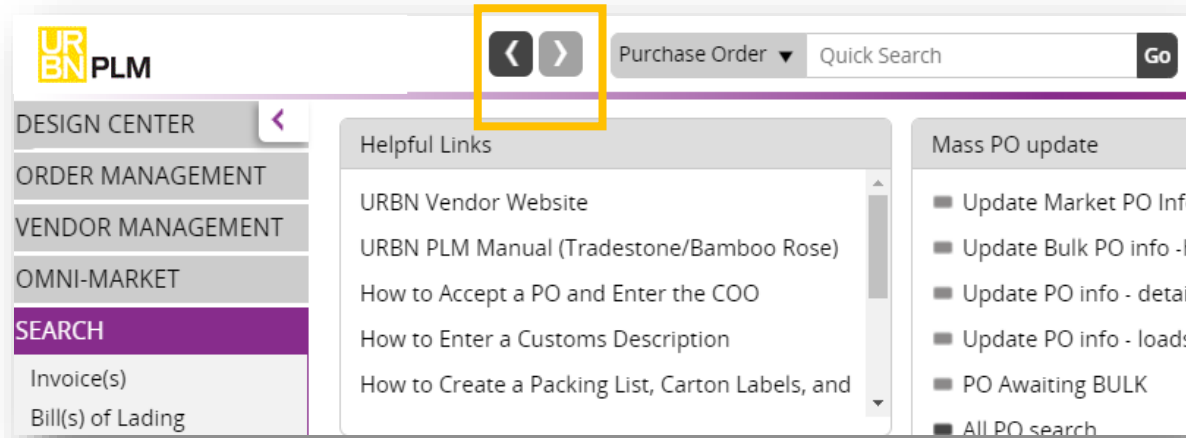 URBN PLM
Purchase Order
Quick Search
Go
DESIGN CENTER
ORDER MANAGEMENT
VENDOR MANAGEMENT
OMNI-MARKET
SEARCH
Invoice(s)
Bill(s) of Lading
Helpful Links
URBN Vendor Website
URBN PLM Manual (Tradestone/Bamboo Rose)
How to Accept a PO and Enter the COO
How to Enter a Customs Description
How to Create a Packing List, Carton Labels, and
Mass PO update
Update Market PO Inf
Update Bulk PO info -
Update PO info - detai
Update PO info - loads
PO Awaiting BULK
All PO search